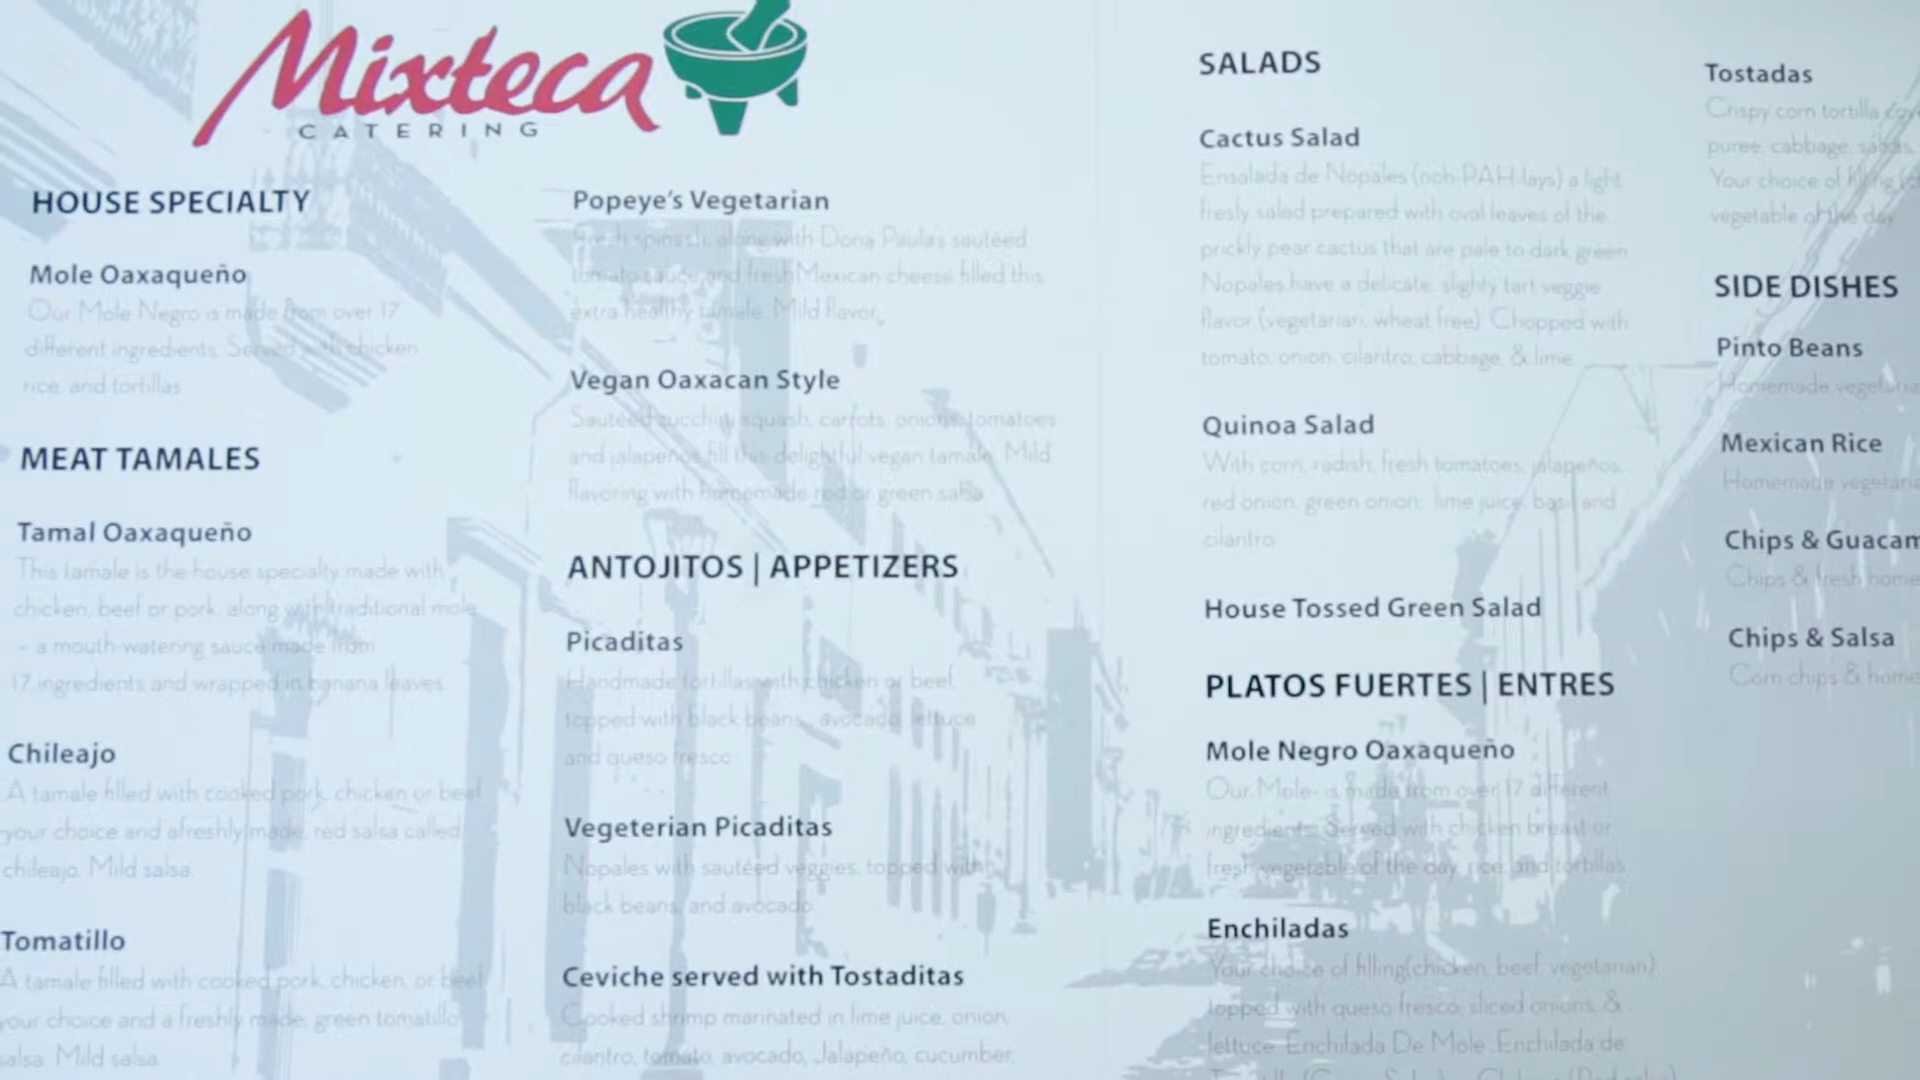 Mixteca
CATERING
HOUSE SPECIALTY
Mole Oaxaqueño
Our Mole Negro is made from over 17
different ingredients. Served with chicken
rice, and tortillas
MEAT TAMALES
Tamal Oaxaqueño
This tamale is the house specialty made with
chicken, beef or pork, along with traditional mole
- a mouth-watering sauce made from
17 ingredients and wrapped in banana leaves
Chileajo
A tamale filled with cooked pork, chicken or beef
your choice and a freshly made, red salsa called
chileajo. Mild salsa.
Tomatillo
A tamale filled with cooked pork, chicken, or beef
your choice and a freshly made, green tomatillo
salsa. Mild salsa.
Popeye's Vegetarian
Fresh spinach along with Dona Paula's sautéed
tomato sauce and fresh Mexican cheese filled this
extra healthy tamale. Mild flavor.
Vegan Oaxacan Style
Sauteed zucchini squash, carrots, onions, tomatoes
and jalapeños fill this delightful vegan tamale. Mild
flavoring with homemade red or green salsa
ANTOJITOS | APPETIZERS
Picaditas
Handmade tortillas with chicken or beef,
topped with black beans, avocado, lettuce
and queso fresco
Vegeterian Picaditas
Nopales with sautéed veggies, topped with
black beans, and avocado.
Ceviche served with Tostaditas
Cooked shrimp marinated in lime juice, onion,
cilantro, tomato, avocado, Jalapeño, cucumber,
SALADS
Cactus Salad
Ensalada de Nopales (noh-PAH-lays) a light
fresly salad prepared with oval leaves of the
prickly pear cactus that are pale to dark green
Nopales have a delicate, slighty tart veggie
flavor (vegetarian, wheat free). Chopped with
tomato, onion, cilantro, cabbage, & lime
Quinoa Salad
With corn, radish, fresh tomatoes, jalapeños,
red onion, green onion, lime juice, basil and
cilantro
House Tossed Green Salad
PLATOS FUERTES | ENTRES
Mole Negro Oaxaqueño
Our Mole- is made from over 17 different
ingredients. Served with chicken breast or
fresh vegetable of the day, rice, and tortillas
Enchiladas
Your choice of filling(chicken, beef, vegetarian)
topped with queso fresco, sliced onions, &
lettuce. Enchilada De Mole, Enchilada de
Tostadas
Crispy corn tortilla
puree, cabbage, salsas,
Your choice of filling
vegetable of the day
SIDE DISHES
Pinto Beans
Homemade
Mexican Rice
Homemade
Chips & Guacam
Chips & fresh home
Chips & Salsa
Corn chips & home